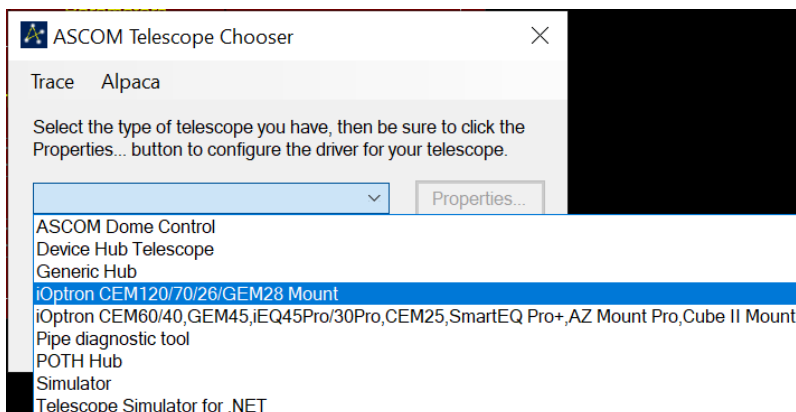 ASCOM Telescope Chooser
Trace Alpaca
Select the type of telescope you have, then be sure to click the
Properties... button to configure the driver for your telescope.
Properties...
ASCOM Dome Control
Device Hub Telescope
Generic Hub
iOptron CEM120/70/26/GEM28 Mount
iOptron CEM60/40,GEM45,iEQ45Pro/30Pro,CEM25,SmartEQ Pro+,AZ Mount Pro,Cube II Mount
Pipe diagnostic tool
POTH Hub
Simulator
Telescope Simulator for .NET